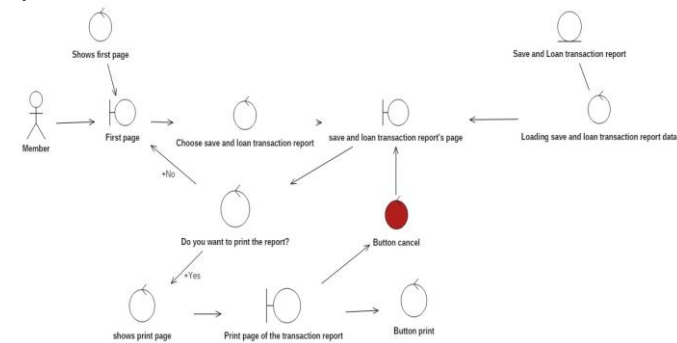 Shows first page
Save and Loan transaction report
Member
First page
Choose save and loan transaction report
save and loan transaction report's page
Loading save and loan transaction report data
+No
Do you want to print the report?
Button cancel
+Yes
shows print page
Print page of the transaction report
Button print